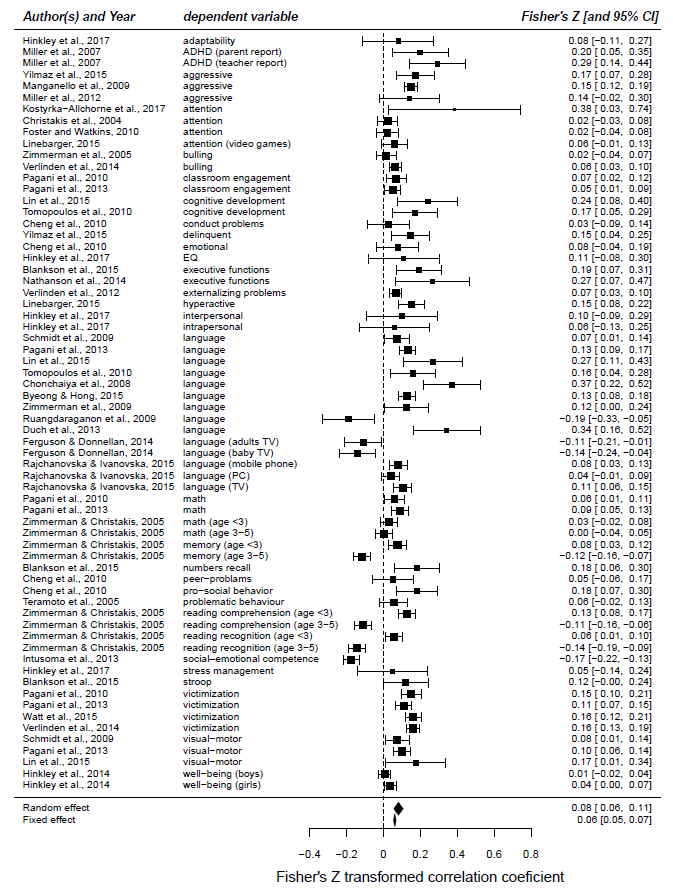 Author(s) and Year dependent variable Fisher's Z [and 95% CI]
Hinkley et al., 2017 adaptability 0.08 [−0.11, 0.27]
Miller et al., 2007 ADHD (parent report) 0.20 [0.05, 0.35]
Miller et al., 2007 ADHD (teacher report) 0.29 [0.14, 0.44]
Yilmaz et al., 2015 aggressive 0.17 [0.07, 0.28]
Manganello et al., 2009 aggressive 0.15 [0.12, 0.19]
Miller et al., 2012 aggressive 0.14 [−0.02, 0.30]
Kostyrka−Allchorne et al., 2017 attention 0.38 [0.03, 0.74]
Christakis et al., 2004 attention 0.02 [−0.03, 0.08]
Foster and Watkins, 2010 attention 0.02 [−0.04, 0.08]
Linebarger, 2015 attention (video games) 0.06 [−0.01, 0.13]
Zimmerman et al., 2005 bulling 0.02 [−0.04, 0.07]
Verlinden et al., 2014 bulling 0.06 [0.03, 0.10]
Pagani et al., 2010 classroom engagement 0.07 [0.02, 0.12]
Pagani et al., 2013 classroom engagement 0.05 [0.01, 0.09]
Lin et al., 2015 cognitive development 0.24 [0.08, 0.40]
Tomopoulos et al., 2010 cognitive development 0.17 [0.05, 0.29]
Cheng et al., 2010 conduct problems 0.03 [−0.09, 0.14]
Yilmaz et al., 2015 delinquent 0.15 [0.04, 0.25]
Cheng et al., 2010 emotional 0.08 [−0.04, 0.19]
Hinkley et al., 2017 EQ 0.11 [−0.08, 0.30]
Blankson et al., 2015 executive functions 0.19 [0.07, 0.31]
Nathanson et al., 2014 executive functions 0.27 [0.07, 0.47]
Verlinden et al., 2012 externalizing problems 0.07 [0.03, 0.10]
Linebarger, 2015 hyperactive 0.15 [0.08, 0.22]
Hinkley et al., 2017 interpersonal 0.10 [−0.09, 0.29]
Hinkley et al., 2017 intrapersonal 0.06 [−0.13, 0.25]
Schmidt et al., 2009 language 0.07 [0.01, 0.14]
Pagani et al., 2013 language 0.13 [0.09, 0.17]
Lin et al., 2015 language 0.27 [0.11, 0.43]
Tomopoulos et al., 2010 language 0.16 [0.04, 0.28]
Chonchaiya et al., 2008 language 0.37 [0.22, 0.52]
Byeong & Hong, 2015 language 0.13 [0.08, 0.18]
Zimmerman et al., 2009 language 0.12 [0.00, 0.24]
Ruangdaraganon et al., 2009 language −0.19 [−0.33, −0.05]
Duch et al., 2013 language 0.34 [0.16, 0.52]
Ferguson & Donnellan, 2014 language (adults TV) −0.11 [−0.21, −0.01]
Ferguson & Donnellan, 2014 language (baby TV) −0.14 [−0.24, −0.04]
Rajchanovska & Ivanovska, 2015 language (mobile phone) 0.08 [0.03, 0.13]
Rajchanovska & Ivanovska, 2015 language (PC) 0.04 [−0.01, 0.09]
Rajchanovska & Ivanovska, 2015 language (TV) 0.11 [0.06, 0.15]
Pagani et al., 2010 math 0.06 [0.01, 0.11]
Pagani et al., 2013 math 0.09 [0.05, 0.13]
Zimmerman & Christakis, 2005 math (age <3) 0.03 [−0.02, 0.08]
Zimmerman & Christakis, 2005 math (age 3−5) 0.00 [−0.04, 0.05]
Zimmerman & Christakis, 2005 memory (age <3) 0.08 [0.03, 0.12]
Zimmerman & Christakis, 2005 memory (age 3−5) −0.12 [−0.16, −0.07]
Blankson et al., 2015 numbers recall 0.18 [0.06, 0.30]
Cheng et al., 2010 peer−problams 0.05 [−0.06, 0.17]
Cheng et al., 2010 pro−social behavior 0.18 [0.07, 0.30]
Teramoto et al., 2005 problematic behaviour 0.06 [−0.02, 0.13]
Zimmerman & Christakis, 2005 reading comprehension (age <3) 0.13 [0.08, 0.17]
Zimmerman & Christakis, 2005 reading comprehension (age 3−5) −0.11 [−0.16, −0.06]
Zimmerman & Christakis, 2005 reading recognition (age <3) 0.06 [0.01, 0.10]
Zimmerman & Christakis, 2005 reading recognition (age 3−5) −0.14 [−0.19, −0.09]
Intusoma et al., 2013 social−emotional competence −0.17 [−0.22, −0.13]
Hinkley et al., 2017 stress management 0.05 [−0.14, 0.24]
Blankson et al., 2015 stroop 0.12 [−0.00, 0.24]
Pagani et al., 2010 victimization 0.15 [0.10, 0.21]
Pagani et al., 2013 victimization 0.11 [0.07, 0.15]
Watt et al., 2015 victimization 0.16 [0.12, 0.21]
Verlinden et al., 2014 victimization 0.16 [0.13, 0.19]
Schmidt et al., 2009 visual−motor 0.08 [0.01, 0.14]
Pagani et al., 2013 visual−motor 0.10 [0.06, 0.14]
Lin et al., 2015 visual−motor 0.17 [0.01, 0.34]
Hinkley et al., 2014 well−being (boys) 0.01 [−0.02, 0.04]
Hinkley et al., 2014 well−being (girls) 0.04 [0.00, 0.07]
Random effect 0.08 [0.06, 0.11]
Fixed effect 0.06 [0.05, 0.07]
−0.4 −0.2 0 0.2 0.4 0.6 0.8
Fisher's Z transformed correlation coeficient